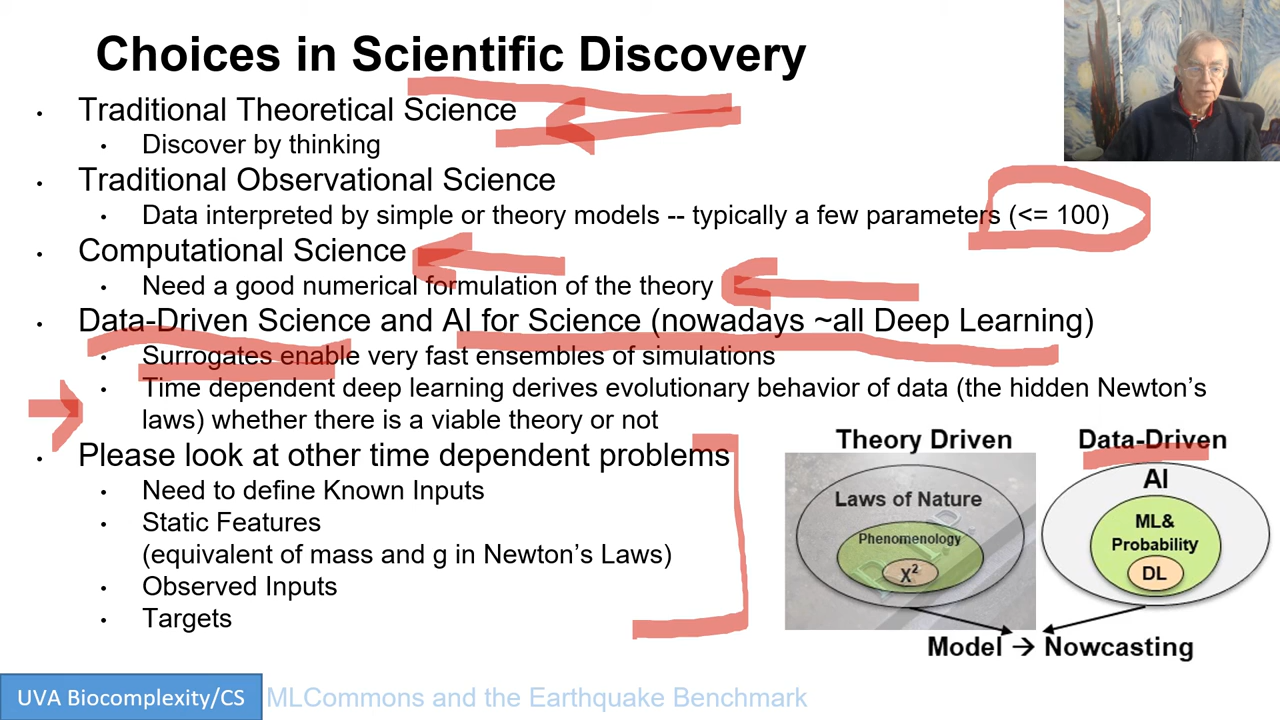 Choices in Scientific Discovery
• Traditional Theoretical Science
• Discover by thinking
• Traditional Observational Science
• Data interpreted by simple or theory models -- typically a few parameters (<= 100)
• Computational Science
• Need a good numerical formulation of the theory
• Data-Driven Science and AI for Science (nowadays ~all Deep Learning)
• Surrogates enable very fast ensembles of simulations
• Time dependent deep learning derives evolutionary behavior of data (the hidden Newton's
laws) whether there is a viable theory or not
• Please look at other time dependent problems
• Need to define Known Inputs
• Static Features
(equivalent of mass and g in Newton's Laws)
• Observed Inputs
• Targets
Theory Driven
Laws of Nature
Phenomenology
X²
Data-Driven
AI
ML&
Probability
DL
Model → Nowcasting
UVA Biocomplexity/CS
MLCommons and the Earthquake Benchmark